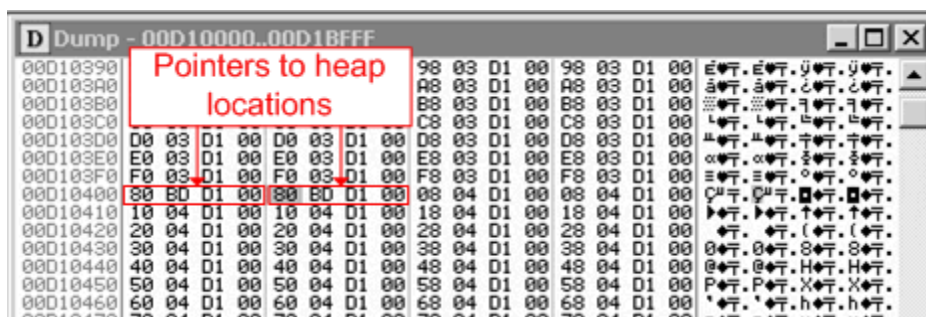 D Dump - 00D10000..00D1BFFF
Pointers to heap
locations
00D10390 98 03 D1 00 98 03 D1 00
00D103A0 A8 03 D1 00 A8 03 D1 00
00D103B0 B8 03 D1 00 B8 03 D1 00
00D103C0 C8 03 D1 00 C8 03 D1 00
00D103D0 D0 03 D1 00 D0 03 D1 00 D8 03 D1 00 D8 03 D1 00
00D103E0 E0 03 D1 00 E0 03 D1 00 E8 03 D1 00 E8 03 D1 00
00D103F0 F0 03 D1 00 F0 03 D1 00 F8 03 D1 00 F8 03 D1 00
00D10400 80 BD D1 00 80 BD D1 00 08 04 D1 00 08 04 D1 00
00D10410 10 04 D1 00 10 04 D1 00 18 04 D1 00 18 04 D1 00
00D10420 20 04 D1 00 20 04 D1 00 28 04 D1 00 28 04 D1 00
00D10430 30 04 D1 00 30 04 D1 00 38 04 D1 00 38 04 D1 00 0♦╤.0♦╤.8♦╤.8♦╤.
00D10440 40 04 D1 00 40 04 D1 00 48 04 D1 00 48 04 D1 00 @♦╤.@♦╤.H♦╤.H♦╤.
00D10450 50 04 D1 00 50 04 D1 00 58 04 D1 00 58 04 D1 00 P♦╤.P♦╤.X♦╤.X♦╤.
00D10460 60 04 D1 00 60 04 D1 00 68 04 D1 00 68 04 D1 00 `♦╤.`♦╤.h♦╤.h♦╤.